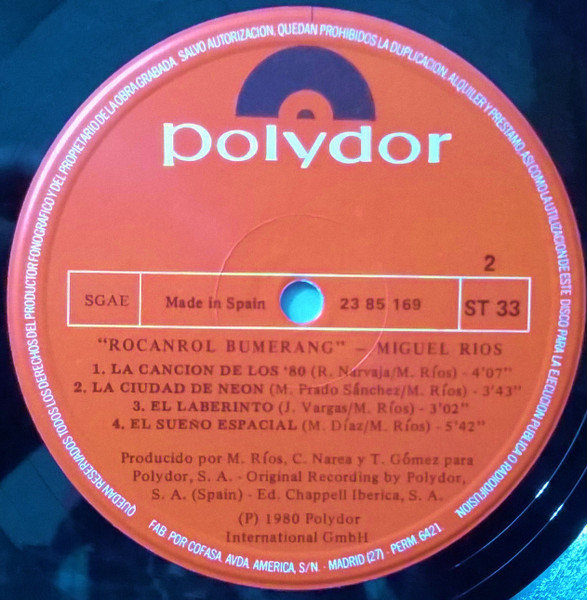 QUEDAN RESERVADOS TODOS LOS DERECHOS DEL PRODUCTOR FONOGRAFICO Y DEL PROPIETARIO DE LA OBRA GRABADA. SALVO AUTORIZACION, QUEDAN PROHIBIDOS LA DUPLICACION, ALQUILER Y PRESTAMO, ASI COMO LA UTILIZACION DE ESTE DISCO PARA LA EJECUCION PUBLICA O RADIODIFUSION.
polydor
2
SGAE Made in Spain 23 85 169 ST 33
"ROCANROL BUMERANG" – MIGUEL RIOS
1. LA CANCION DE LOS '80 (R. Narvaja/M. Ríos) - 4'07"
2. LA CIUDAD DE NEON (M. Prado Sánchez/M. Ríos) - 3'43"
3. EL LABERINTO (J. Vargas/M. Ríos) - 3'02"
4. EL SUEÑO ESPACIAL (M. Díaz/M. Ríos) - 5'42"
Producido por M. Ríos, C. Narea y T. Gómez para
Polydor, S. A. - Original Recording by Polydor,
S. A. (Spain) - Ed. Chappell Iberica, S. A.
(P) 1980 Polydor
International GmbH
FAB. POR COFASA. AVDA. AMERICA, S/N. - MADRID (27) - PERM. 6421.